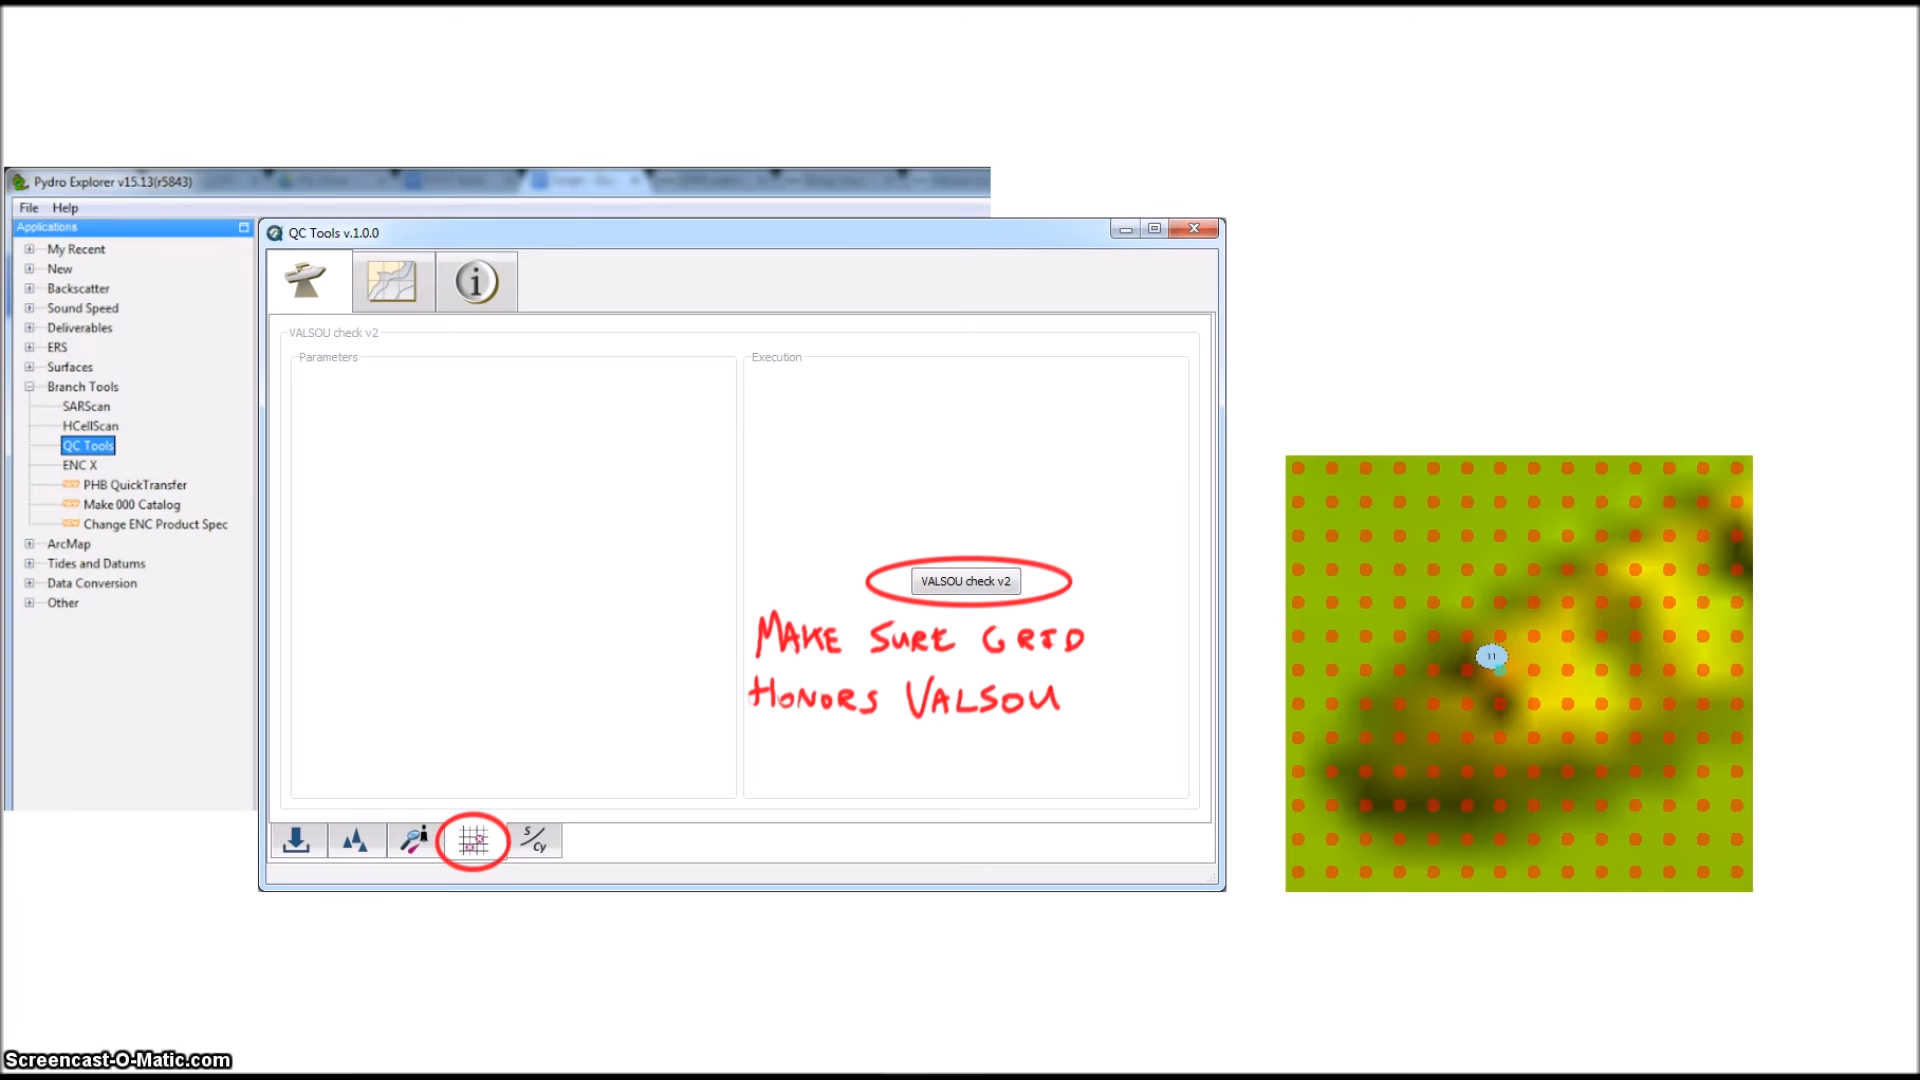 Pydro Explorer v15.13(r5843)
File Help
Applications
My Recent
New
Backscatter
Sound Speed
Deliverables
ERS
Surfaces
Branch Tools
SARScan
HCellScan
QC Tools
ENC X
PHB QuickTransfer
Make 000 Catalog
Change ENC Product Spec
ArcMap
Tides and Datums
Data Conversion
Other
QC Tools v.1.0.0
i
VALSOU check v2
Parameters
Execution
VALSOU check v2
MAKE SURE GRID
HONORS VALSOU
S/Cy
11
Screencast-O-Matic.com